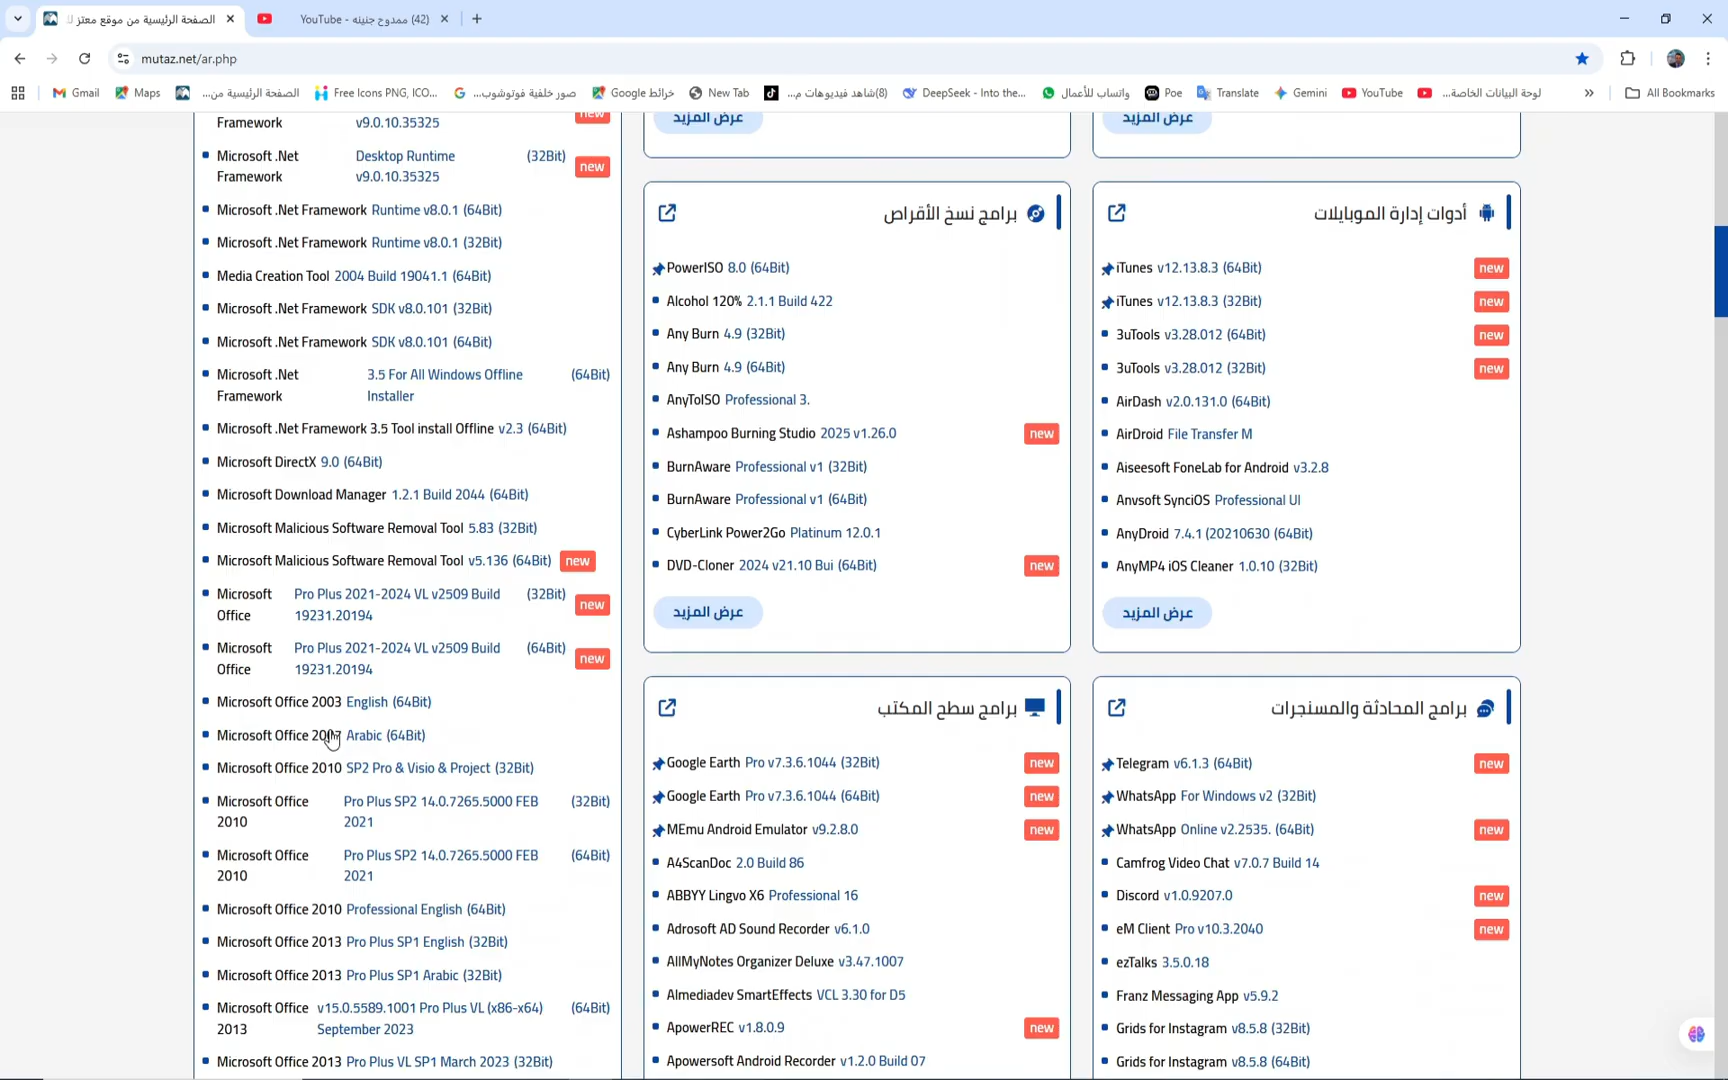 الصفحة الرئيسية من موقع معتز لـ
YouTube - ممدوح جنينه (42)
mutaz.net/ar.php
Gmail
Maps
الصفحة الرئيسية من...
Free Icons PNG, ICO...
صور خلفية فوتوشوب...
خرائط Google
New Tab
(8)شاهد فيديوهات م...
DeepSeek - Into the...
واتساب للأعمال
Poe
Translate
Gemini
YouTube
لوحة البيانات الخاصة...
All Bookmarks
Framework v9.0.10.35325 new
Microsoft .Net Framework Desktop Runtime v9.0.10.35325 (32Bit) new
Microsoft .Net Framework Runtime v8.0.1 (64Bit)
Microsoft .Net Framework Runtime v8.0.1 (32Bit)
Media Creation Tool 2004 Build 19041.1 (64Bit)
Microsoft .Net Framework SDK v8.0.101 (32Bit)
Microsoft .Net Framework SDK v8.0.101 (64Bit)
Microsoft .Net Framework 3.5 For All Windows Offline Installer (64Bit)
Microsoft .Net Framework 3.5 Tool install Offline v2.3 (64Bit)
Microsoft DirectX 9.0 (64Bit)
Microsoft Download Manager 1.2.1 Build 2044 (64Bit)
Microsoft Malicious Software Removal Tool 5.83 (32Bit)
Microsoft Malicious Software Removal Tool v5.136 (64Bit) new
Microsoft Office Pro Plus 2021-2024 VL v2509 Build 19231.20194 (32Bit) new
Microsoft Office Pro Plus 2021-2024 VL v2509 Build 19231.20194 (64Bit) new
Microsoft Office 2003 English (64Bit)
Microsoft Office 2007 Arabic (64Bit)
Microsoft Office 2010 SP2 Pro & Visio & Project (32Bit)
Microsoft Office 2010 Pro Plus SP2 14.0.7265.5000 FEB 2021 (32Bit)
Microsoft Office 2010 Pro Plus SP2 14.0.7265.5000 FEB 2021 (64Bit)
Microsoft Office 2010 Professional English (64Bit)
Microsoft Office 2013 Pro Plus SP1 English (32Bit)
Microsoft Office 2013 Pro Plus SP1 Arabic (32Bit)
Microsoft Office 2013 v15.0.5589.1001 Pro Plus VL (x86-x64) September 2023 (64Bit)
Microsoft Office 2013 Pro Plus VL SP1 March 2023 (32Bit)
عرض المزيد
برامج نسخ الأقراص
PowerISO 8.0 (64Bit)
Alcohol 120% 2.1.1 Build 422
Any Burn 4.9 (32Bit)
Any Burn 4.9 (64Bit)
AnyToISO Professional 3.
Ashampoo Burning Studio 2025 v1.26.0 new
BurnAware Professional v1 (32Bit)
BurnAware Professional v1 (64Bit)
CyberLink Power2Go Platinum 12.0.1
DVD-Cloner 2024 v21.10 Bui (64Bit) new
عرض المزيد
برامج سطح المكتب
Google Earth Pro v7.3.6.1044 (32Bit) new
Google Earth Pro v7.3.6.1044 (64Bit) new
MEmu Android Emulator v9.2.8.0 new
A4ScanDoc 2.0 Build 86
ABBYY Lingvo X6 Professional 16
Adrosoft AD Sound Recorder v6.1.0
AllMyNotes Organizer Deluxe v3.47.1007
Almediadev SmartEffects VCL 3.30 for D5
ApowerREC v1.8.0.9 new
Apowersoft Android Recorder v1.2.0 Build 07
عرض المزيد
أدوات إدارة الموبايلات
iTunes v12.13.8.3 (64Bit) new
iTunes v12.13.8.3 (32Bit) new
3uTools v3.28.012 (64Bit) new
3uTools v3.28.012 (32Bit) new
AirDash v2.0.131.0 (64Bit)
AirDroid File Transfer M
Aiseesoft FoneLab for Android v3.2.8
Anvsoft SynciOS Professional Ul
AnyDroid 7.4.1 (20210630 (64Bit)
AnyMP4 iOS Cleaner 1.0.10 (32Bit)
عرض المزيد
برامج المحادثة والمسنجرات
Telegram v6.1.3 (64Bit) new
WhatsApp For Windows v2 (32Bit)
WhatsApp Online v2.2535. (64Bit) new
Camfrog Video Chat v7.0.7 Build 14
Discord v1.0.9207.0 new
eM Client Pro v10.3.2040 new
ezTalks 3.5.0.18
Franz Messaging App v5.9.2
Grids for Instagram v8.5.8 (32Bit)
Grids for Instagram v8.5.8 (64Bit)